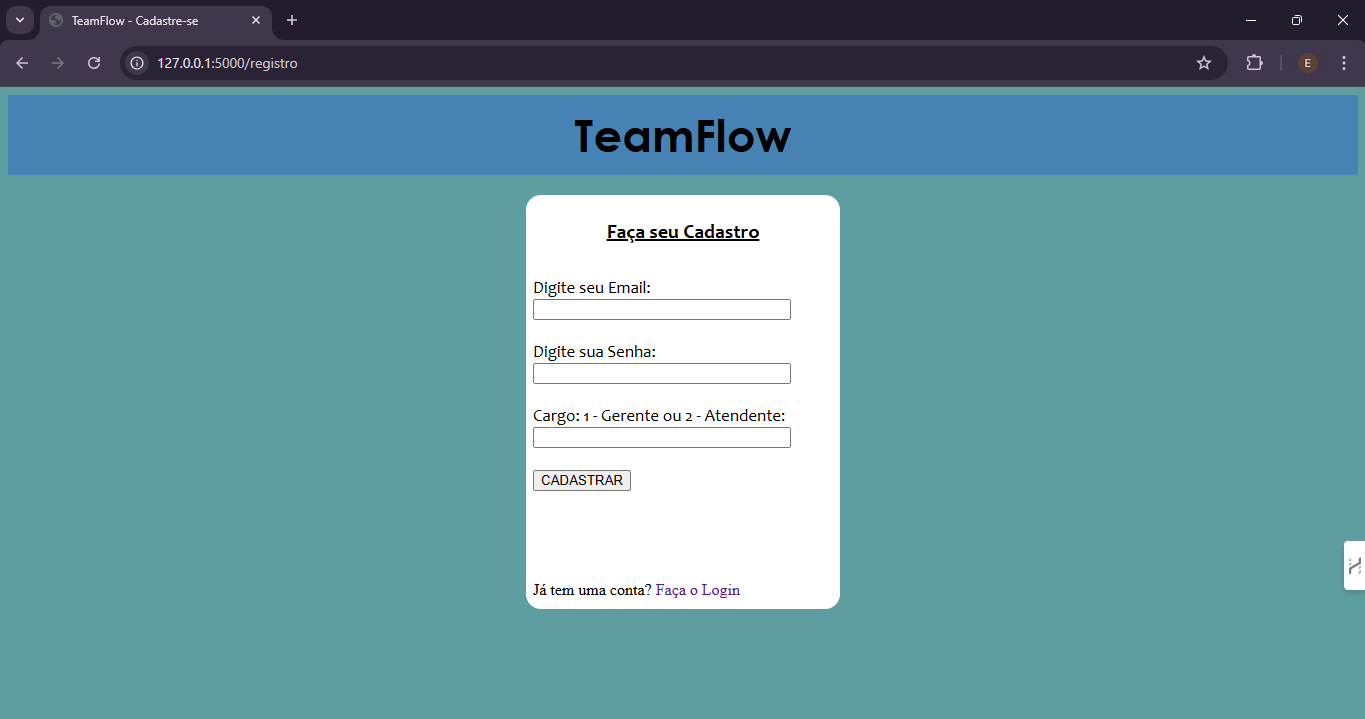 TeamFlow - Cadastre-se
127.0.0.1:5000/registro
E
TeamFlow
Faça seu Cadastro
Digite seu Email:
Digite sua Senha:
Cargo: 1 - Gerente ou 2 - Atendente:
CADASTRAR
Já tem uma conta? Faça o Login